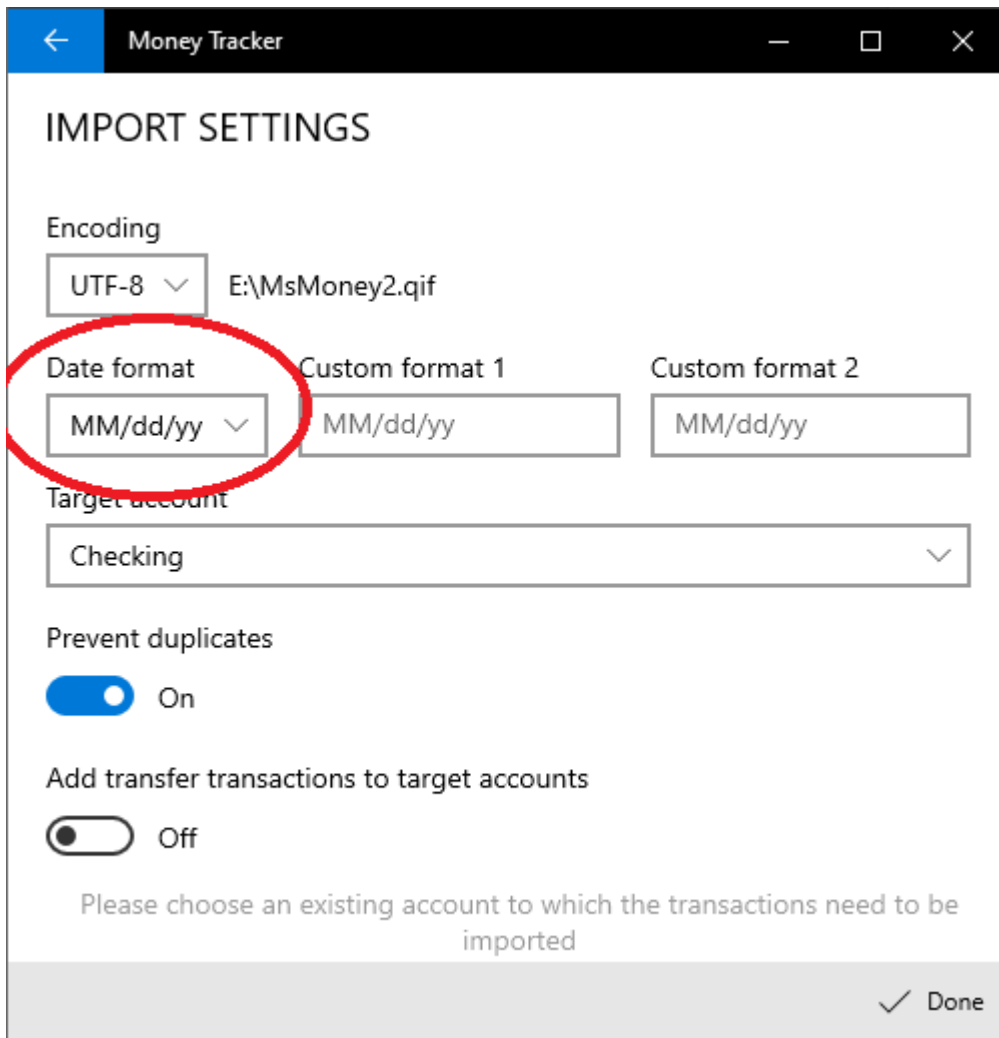 Money Tracker
IMPORT SETTINGS
Encoding
UTF-8 E:\MsMoney2.qif
Date format Custom format 1 Custom format 2
MM/dd/yy MM/dd/yy MM/dd/yy
Target account
Checking
Prevent duplicates
On
Add transfer transactions to target accounts
Off
Please choose an existing account to which the transactions need to be
imported
Done